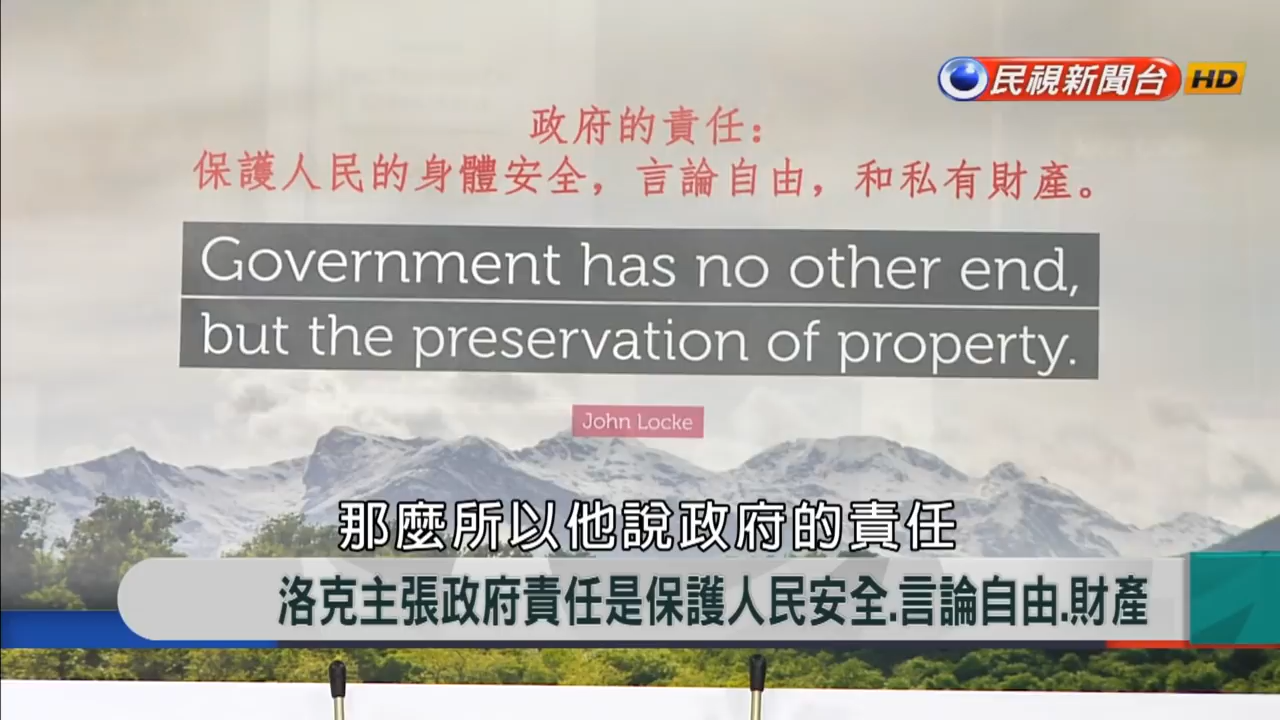 民視新聞台 HD
政府的責任：
保護人民的身體安全，言論自由，和私有財產。
Government has no other end,
but the preservation of property.
John Locke
那麼所以他說政府的責任
洛克主張政府責任是保護人民安全.言論自由.財產